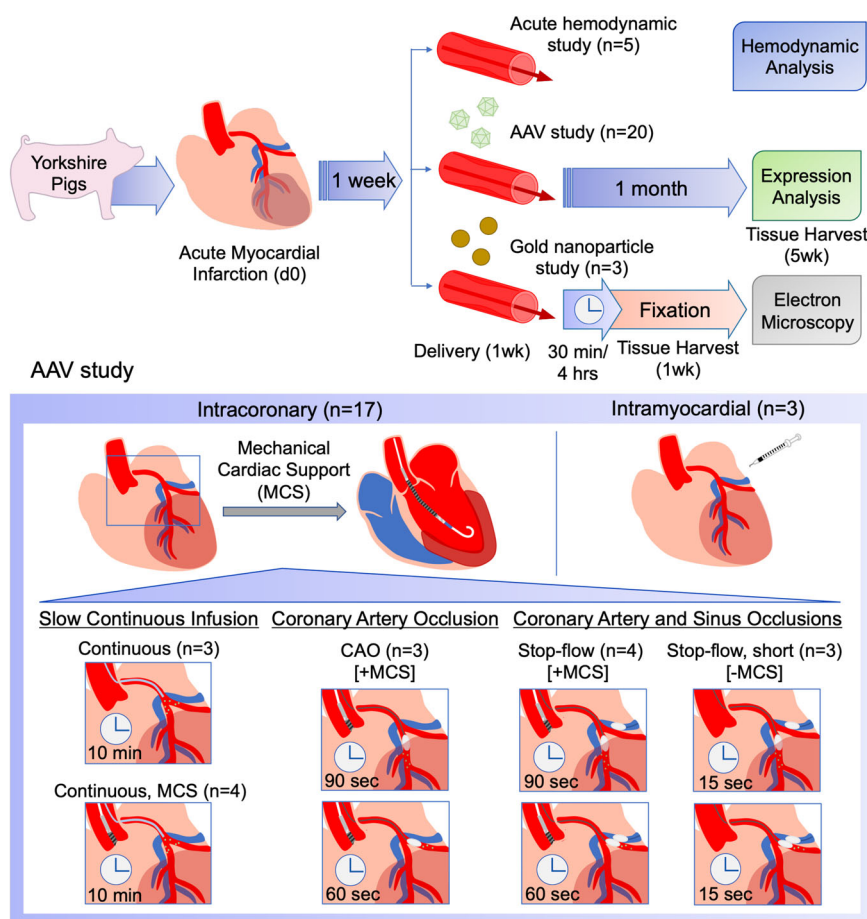 Acute hemodynamic
study (n=5)
Hemodynamic
Analysis
AAV study (n=20)
Yorkshire
Pigs
1 week
1 month
Expression
Analysis
Acute Myocardial
Infarction (d0)
Gold nanoparticle
study (n=3)
Tissue Harvest
(5wk)
Fixation
Electron
Microscopy
Delivery (1wk)
30 min/
4 hrs
Tissue Harvest
(1wk)
AAV study
Intracoronary (n=17)
Intramyocardial (n=3)
Mechanical
Cardiac Support
(MCS)
Slow Continuous Infusion
Coronary Artery Occlusion
Coronary Artery and Sinus Occlusions
Continuous (n=3)
CAO (n=3)
[+MCS]
Stop-flow (n=4)
[+MCS]
Stop-flow, short (n=3)
[-MCS]
10 min
90 sec
90 sec
15 sec
Continuous, MCS (n=4)
10 min
60 sec
60 sec
15 sec